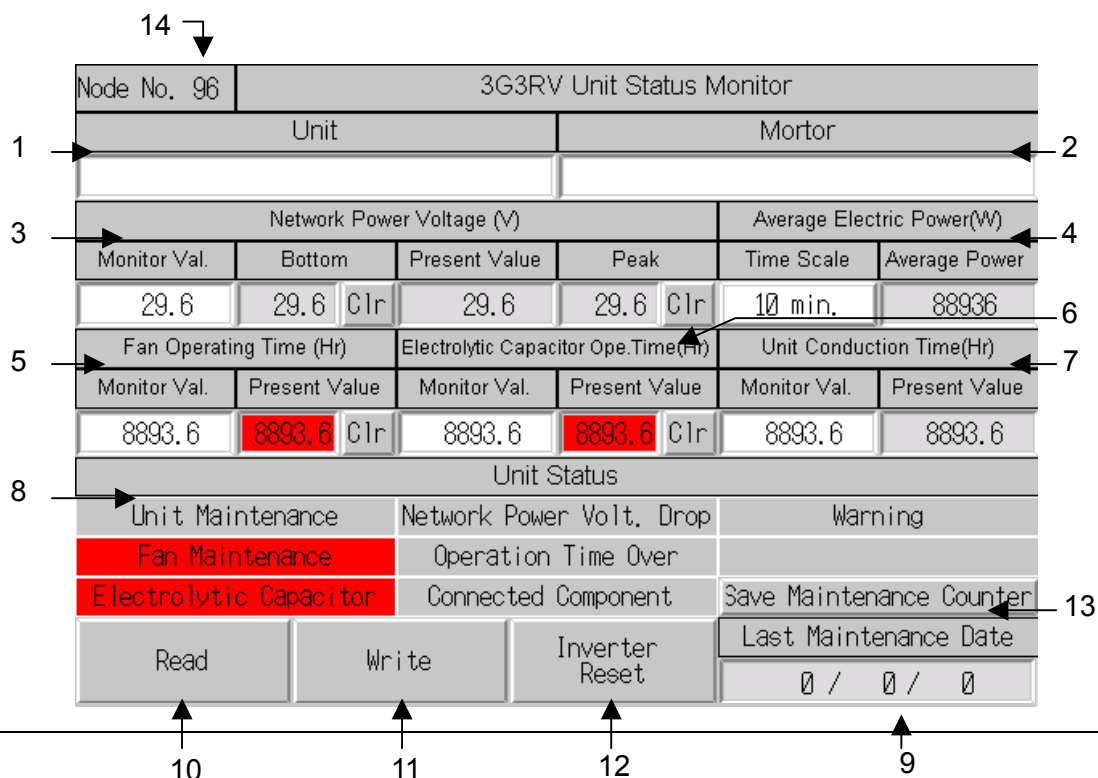 14
Node No. 96 3G3RV Unit Status Monitor
Unit Mortor
1 2
Network Power Voltage (V) Average Electric Power(W)
3 4
Monitor Val. Bottom Present Value Peak Time Scale Average Power
29.6 29.6 Clr 29.6 29.6 Clr 10 min. 88936
6
Fan Operating Time (Hr) Electrolytic Capacitor Ope.Time(Hr) Unit Conduction Time(Hr)
5 7
Monitor Val. Present Value Monitor Val. Present Value Monitor Val. Present Value
8893.6 8893.6 Clr 8893.6 8893.6 Clr 8893.6 8893.6
Unit Status
8
Unit Maintenance Network Power Volt. Drop Warning
Fan Maintenance Operation Time Over
Electrolytic Capacitor Connected Component Save Maintenance Counter
13
Read Write Inverter Reset Last Maintenance Date
0 / 0 / 0
10 11 12 9